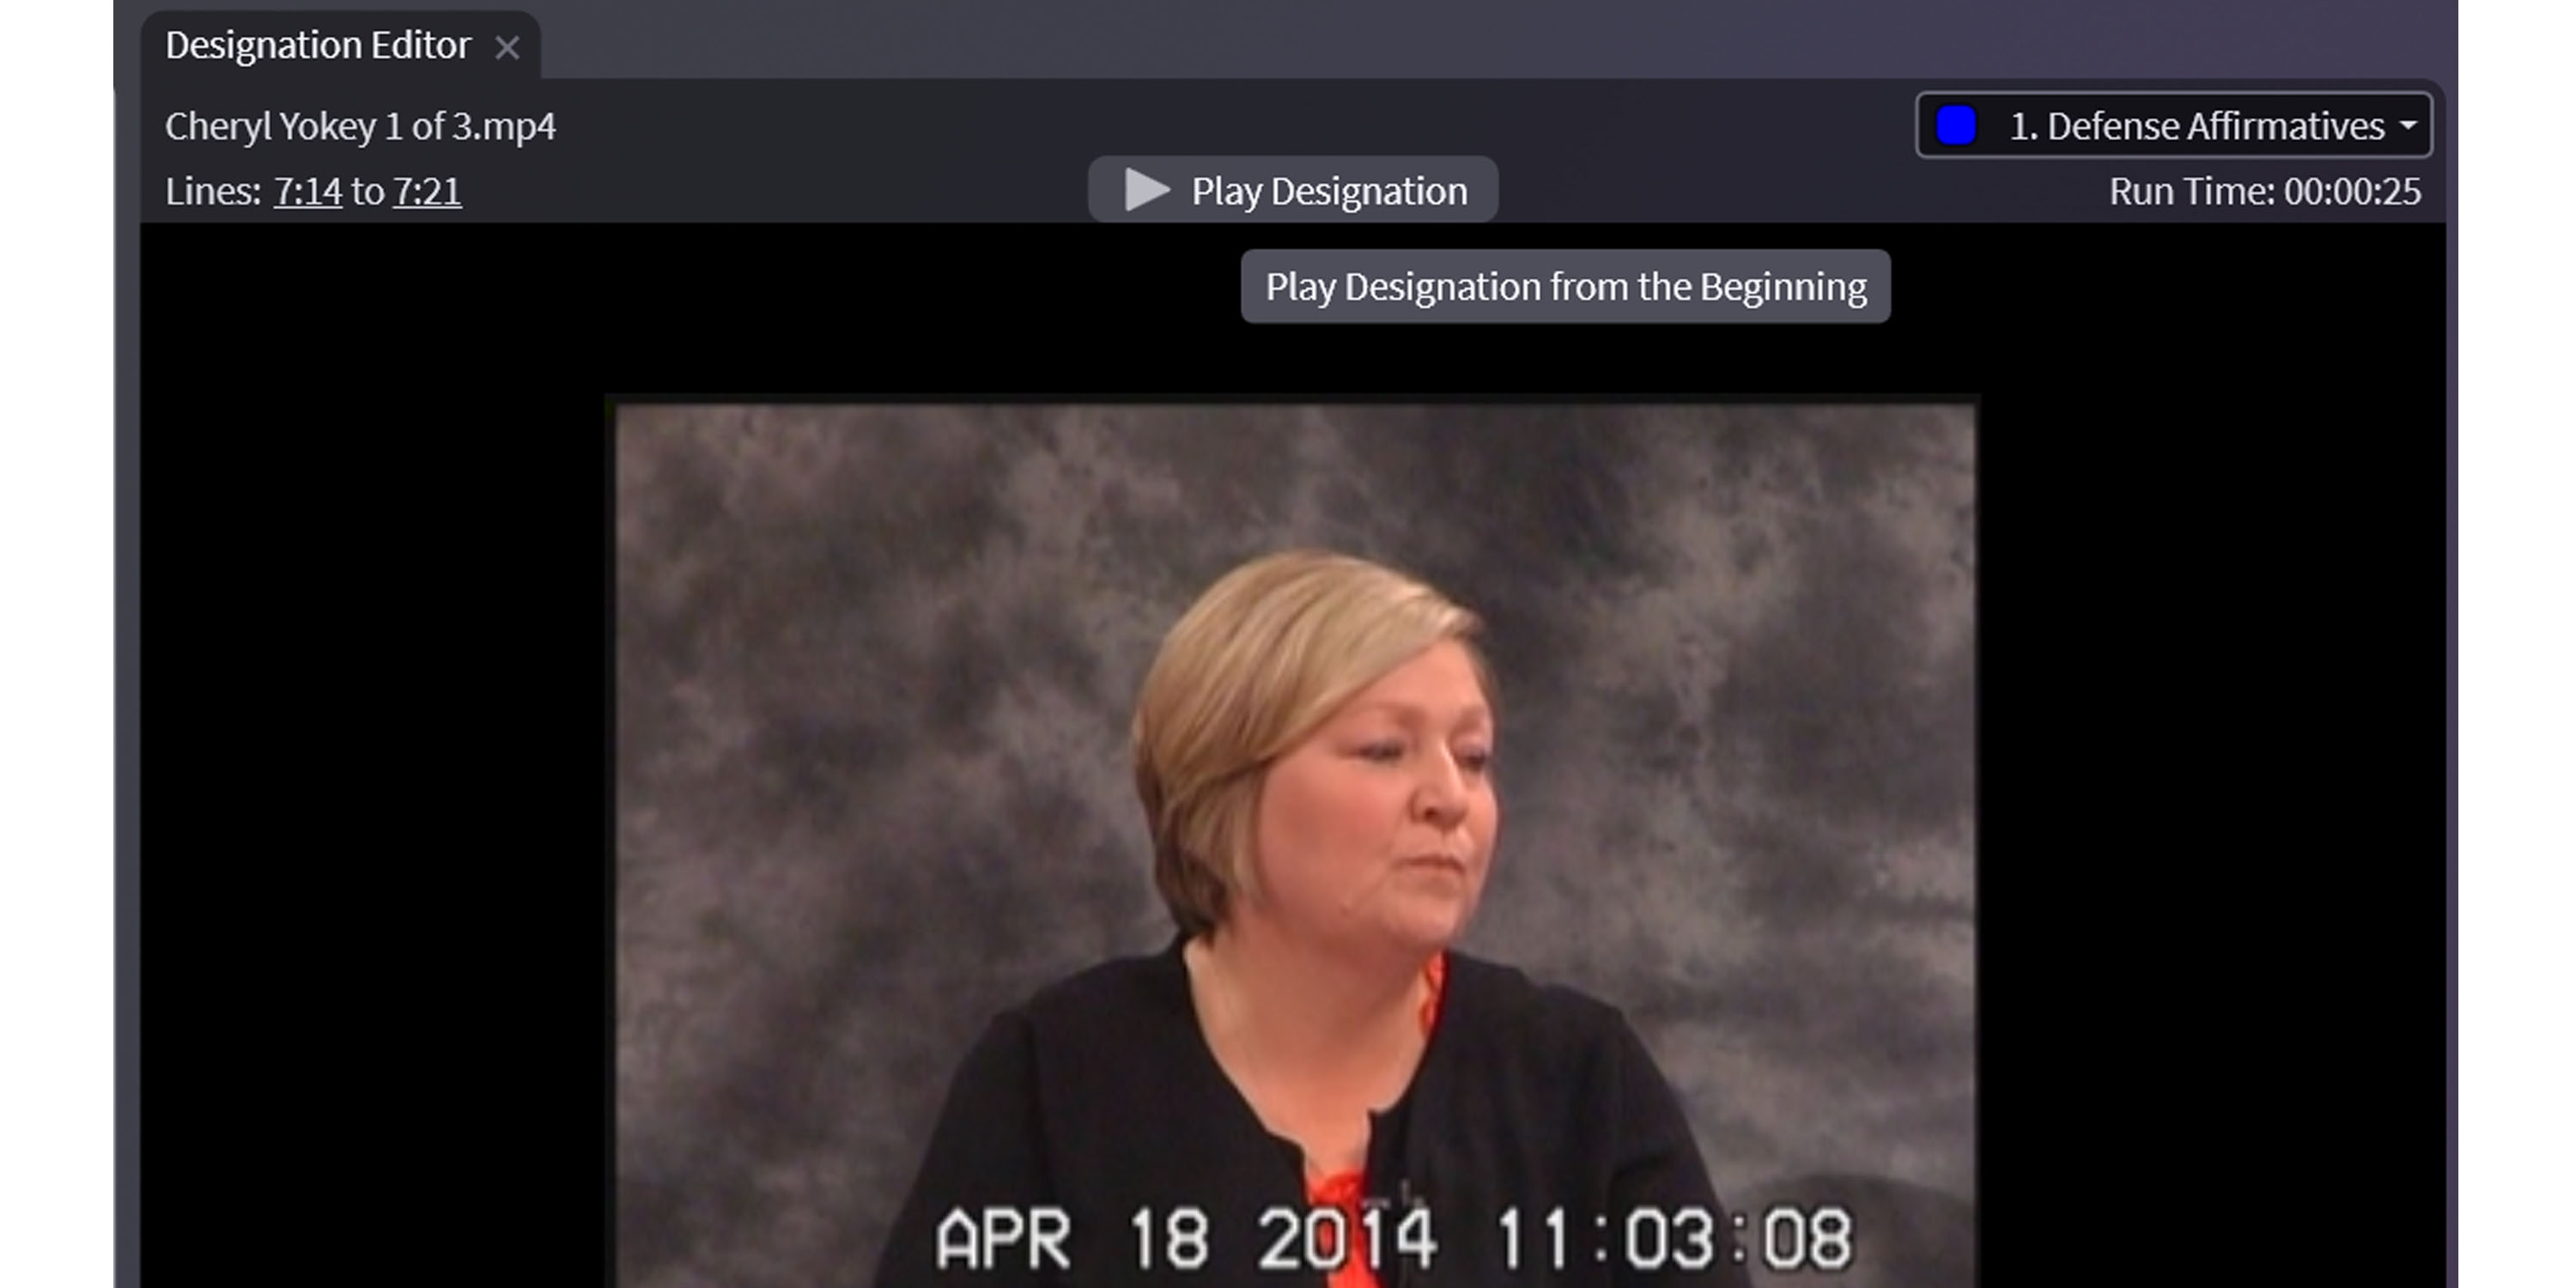 Designation Editor
Cheryl Yokey 1 of 3.mp4
1. Defense Affirmatives
Lines: 7:14 to 7:21
Play Designation
Run Time: 00:00:25
Play Designation from the Beginning
APR 18 2014 11:03:08